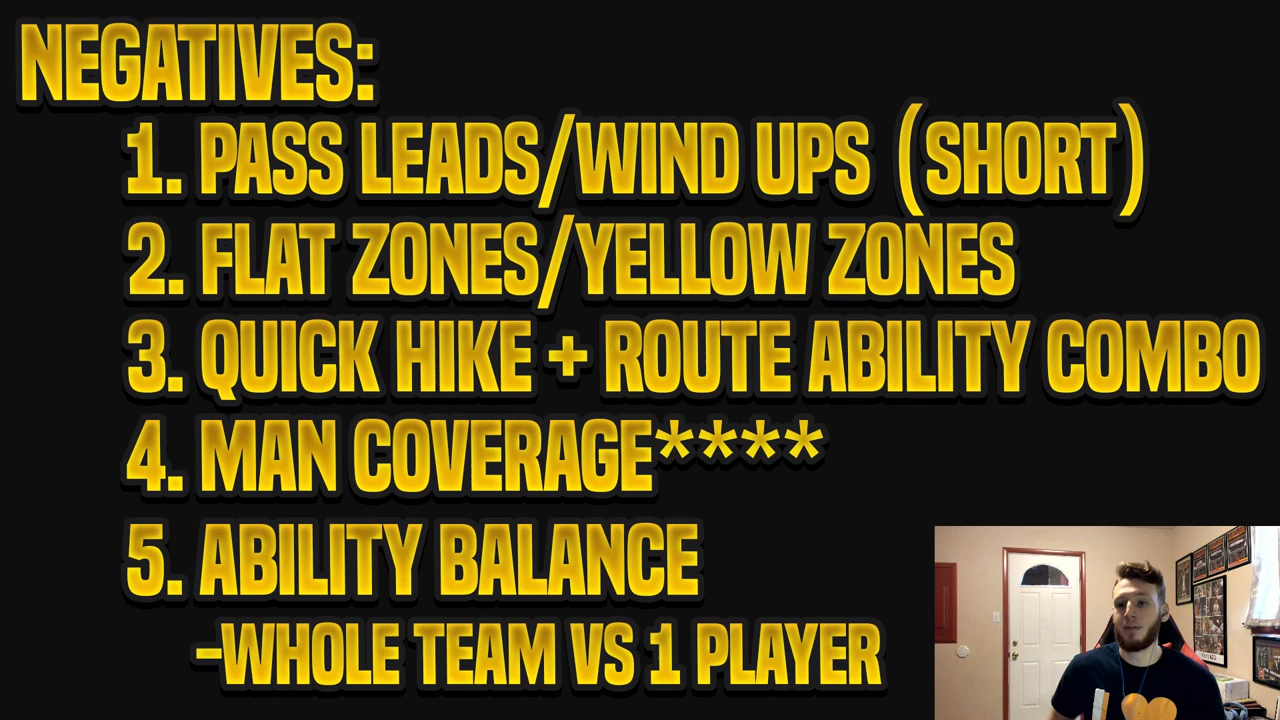 NEGATIVES:
1. PASS LEADS/WIND UPS (SHORT)
2. FLAT ZONES/YELLOW ZONES
3. QUICK HIKE + ROUTE ABILITY COMBO
4. MAN COVERAGE****
5. ABILITY BALANCE
-WHOLE TEAM VS 1 PLAYER
I